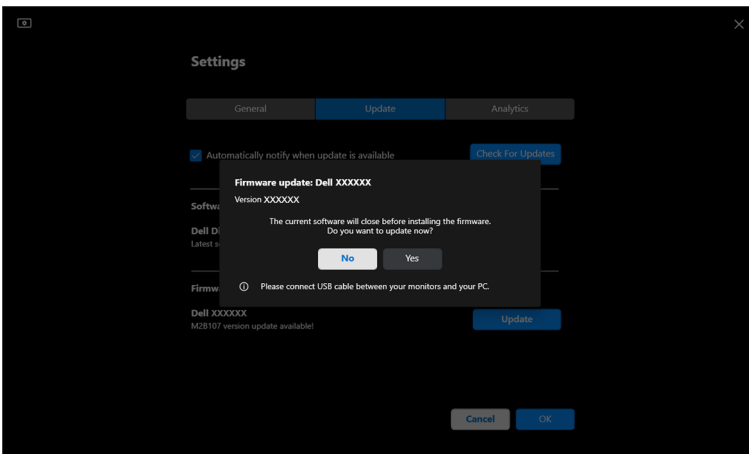 Settings
General
Update
Analytics
Automatically notify when update is available
Check For Updates
Firmware update: Dell XXXXXX
Version XXXXXX
Softwa
The current software will close before installing the firmware.
Do you want to update now?
Dell Di
Latest s
No
Yes
Firmw
Please connect USB cable between your monitors and your PC.
Dell XXXXXX
M2B107 version update available!
Update
Cancel
OK